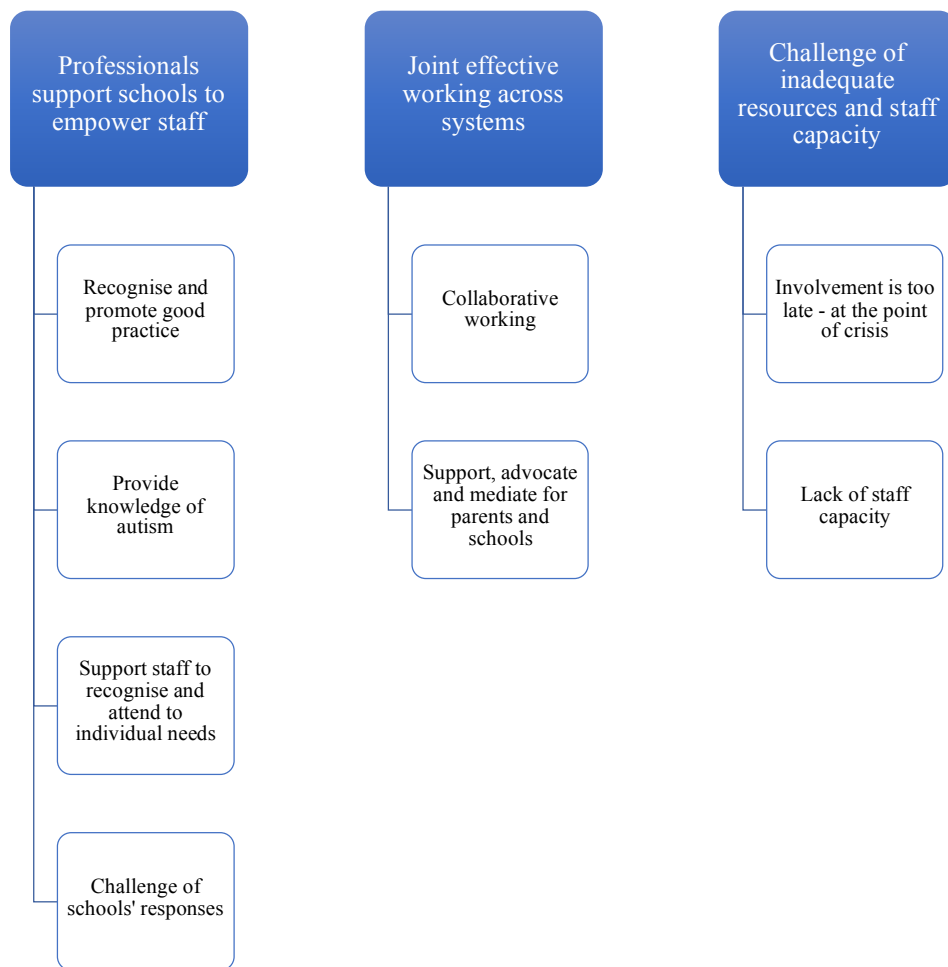 Professionals
support schools to
empower staff
Recognise and
promote good
practice
Provide
knowledge of
autism
Support staff to
recognise and
attend to
individual needs
Challenge of
schools' responses
Joint effective
working across
systems
Collaborative
working
Support, advocate
and mediate for
parents and
schools
Challenge of
inadequate
resources and staff
capacity
Involvement is too
late - at the point
of crisis
Lack of staff
capacity